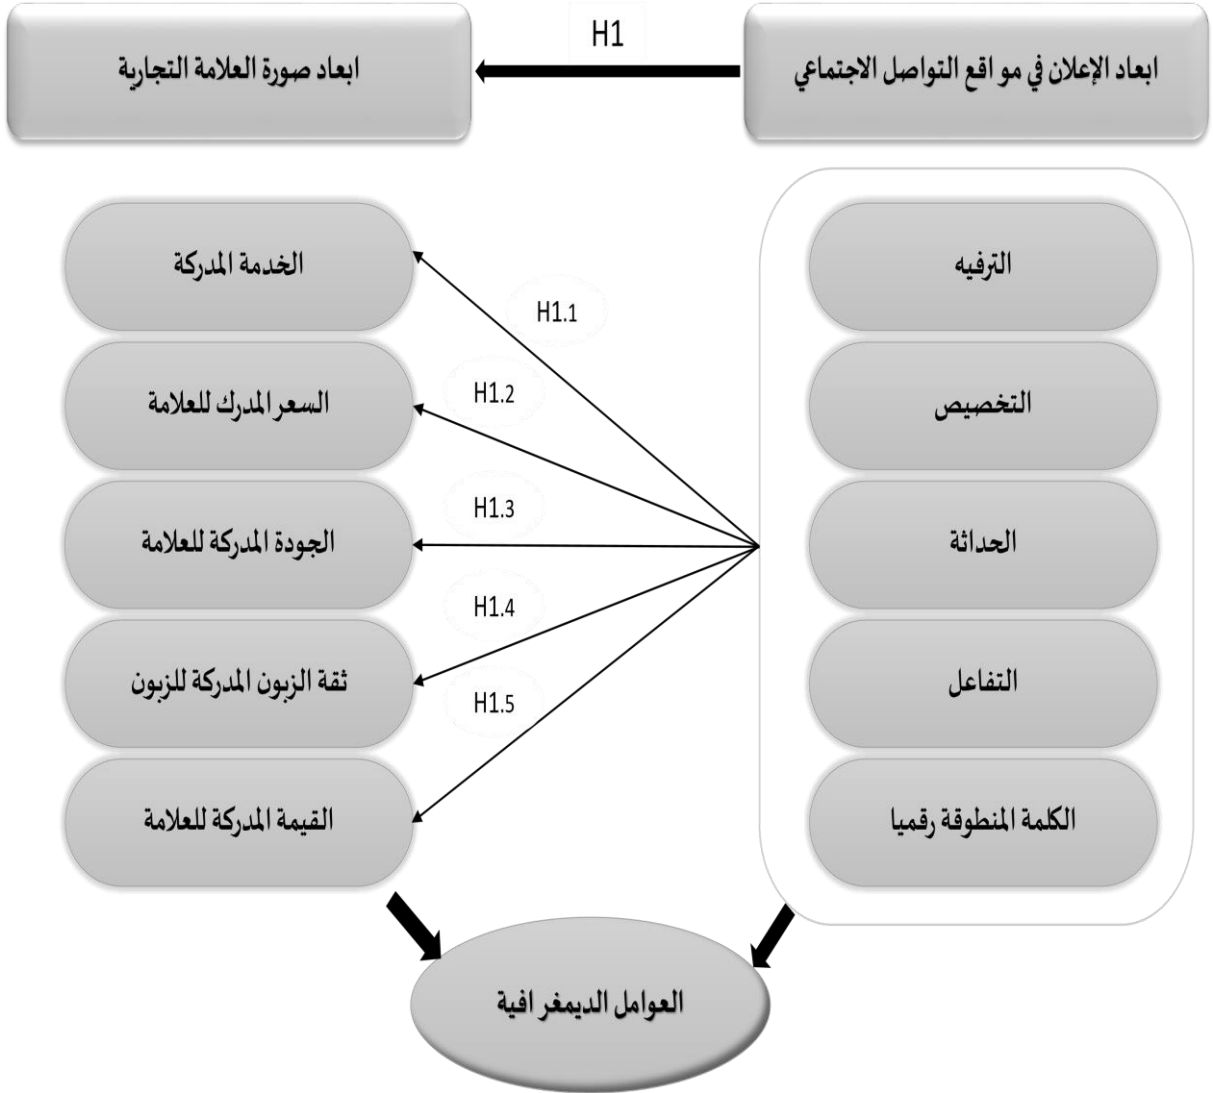 ابعاد الإعلان في مو اقع التواصل الاجتماعي
H1
ابعاد صورة العلامة التجارية
الترفيه
التخصيص
الحداثة
التفاعل
الكلمة المنطوقة رقميا
H1.1
H1.2
H1.3
H1.4
H1.5
الخدمة المدركة
السعر المدرك للعلامة
الجودة المدركة للعلامة
ثقة الزبون المدركة للزبون
القيمة المدركة للعلامة
العوامل الديمغر افية